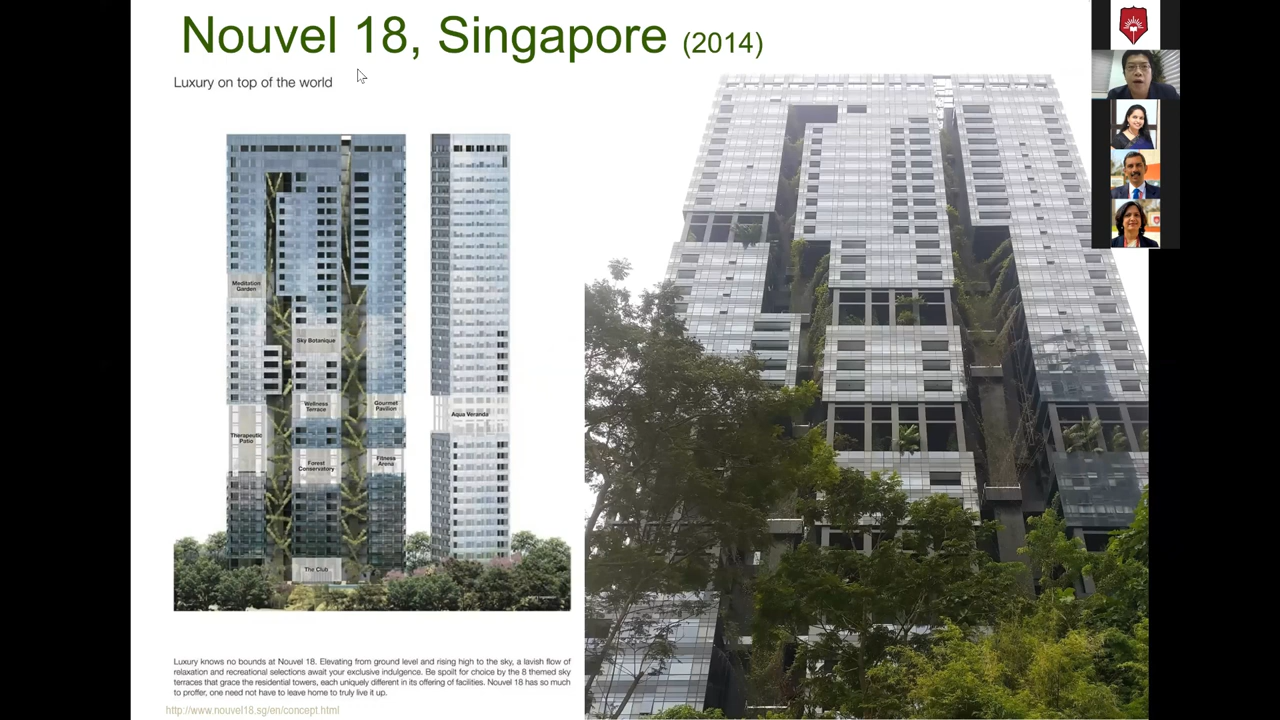 Nouvel 18, Singapore (2014)
Luxury on top of the world
Meditation
Garden
Sky Botanique
Wellness
Terrace
Gourmet
Pavilion
Aqua Veranda
Therapeutic
Patio
Forest
Conservatory
Fitness
Arena
The Club
Luxury knows no bounds at Nouvel 18. Elevating from ground level and rising high to the sky, a lavish flow of
relaxation and recreational selections await your exclusive indulgence. Be spoilt for choice by the 8 themed sky
terraces that grace the residential towers, each uniquely different in its offering of facilities. Nouvel 18 has so much
to proffer, one need not have to leave home to truly live it up.
http://www.nouvel18.sg/en/concept.html